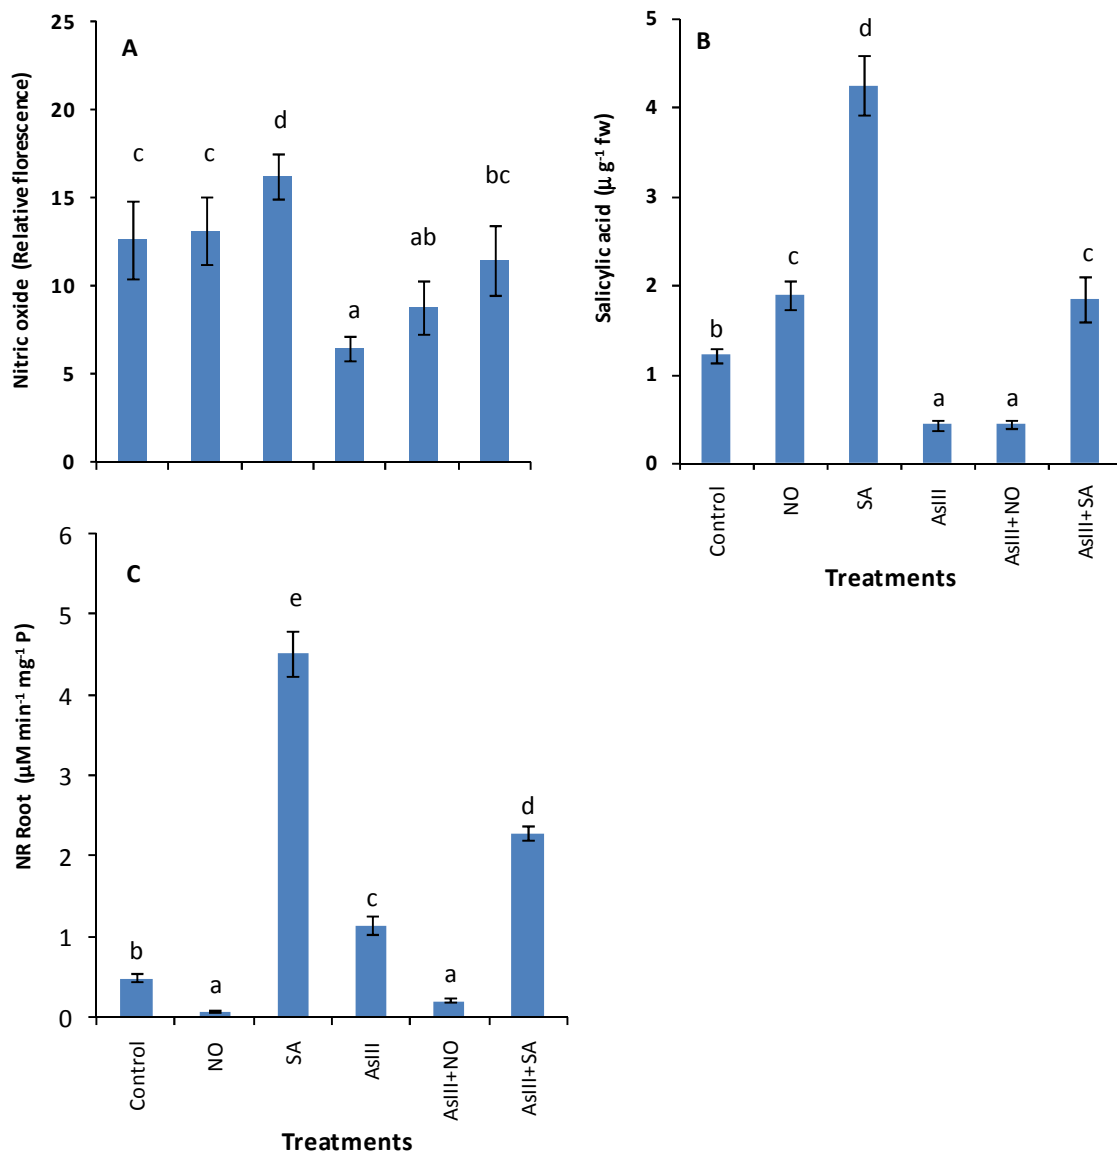 A
Nitric oxide (Relative florescence)
25
20
15
10
5
0
c
c
d
a
ab
bc
B
Salicylic acid (µ g⁻¹ fw)
5
4
3
2
1
0
b
c
d
a
a
c
Control
NO
SA
AsIII
AsIII+NO
AsIII+SA
Treatments
C
NR Root (µM min⁻¹ mg⁻¹ P)
6
5
4
3
2
1
0
b
a
e
c
a
d
Control
NO
SA
AsIII
AsIII+NO
AsIII+SA
Treatments